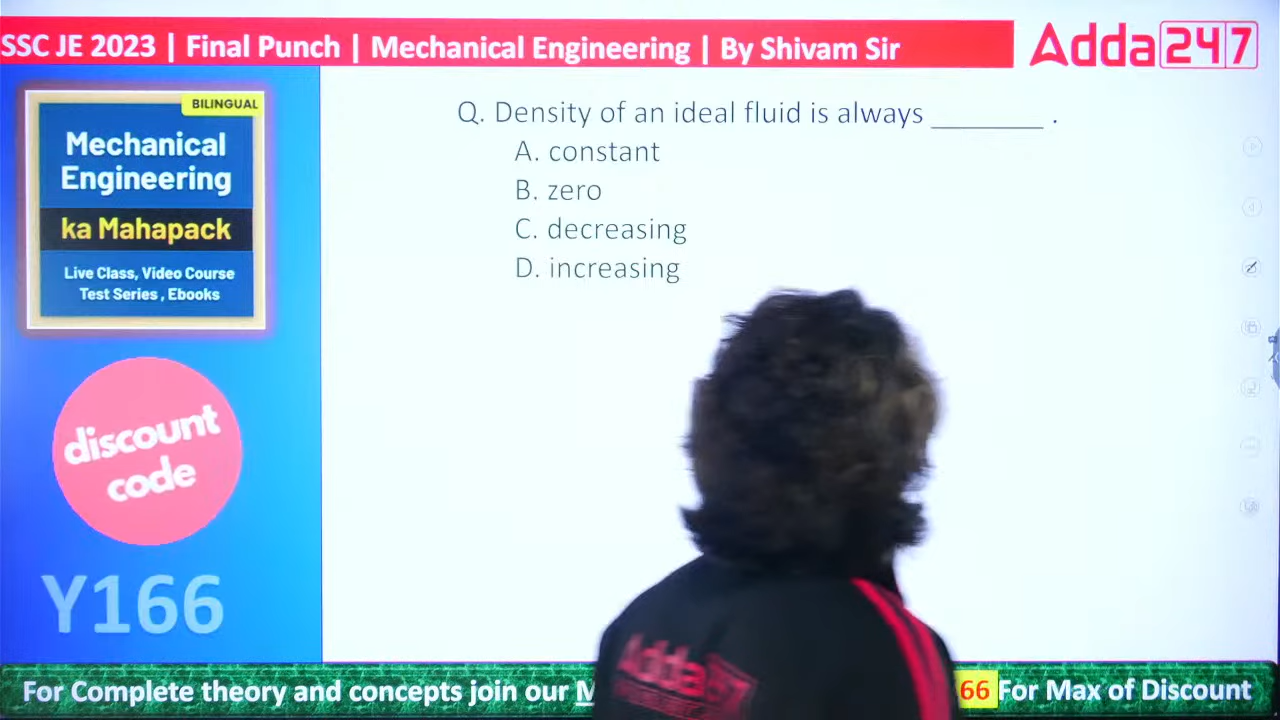 SSC JE 2023 | Final Punch | Mechanical Engineering | By Shivam Sir
Adda247
BILINGUAL
Mechanical
Engineering
ka Mahapack
Live Class, Video Course
Test Series , Ebooks
discount
code
Y166
Q. Density of an ideal fluid is always ________ .
A. constant
B. zero
C. decreasing
D. increasing
Adda247
For Complete theory and concepts join our M
66 For Max of Discount